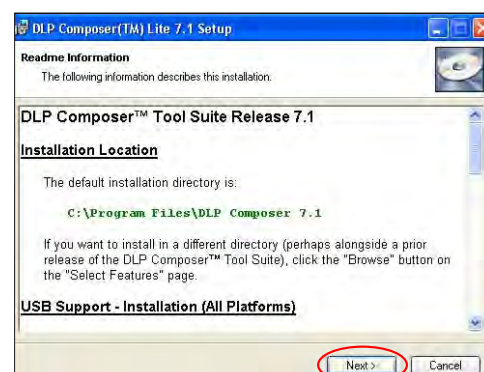 DLP Composer(TM) Lite 7.1 Setup
Readme Information
The following information describes this installation.
DLP Composer™ Tool Suite Release 7.1
Installation Location
The default installation directory is:
C:\Program Files\DLP Composer 7.1
If you want to install in a different directory (perhaps alongside a prior
release of the DLP Composer™ Tool Suite), click the "Browse" button on
the "Select Features" page.
USB Support - Installation (All Platforms)
Next > Cancel